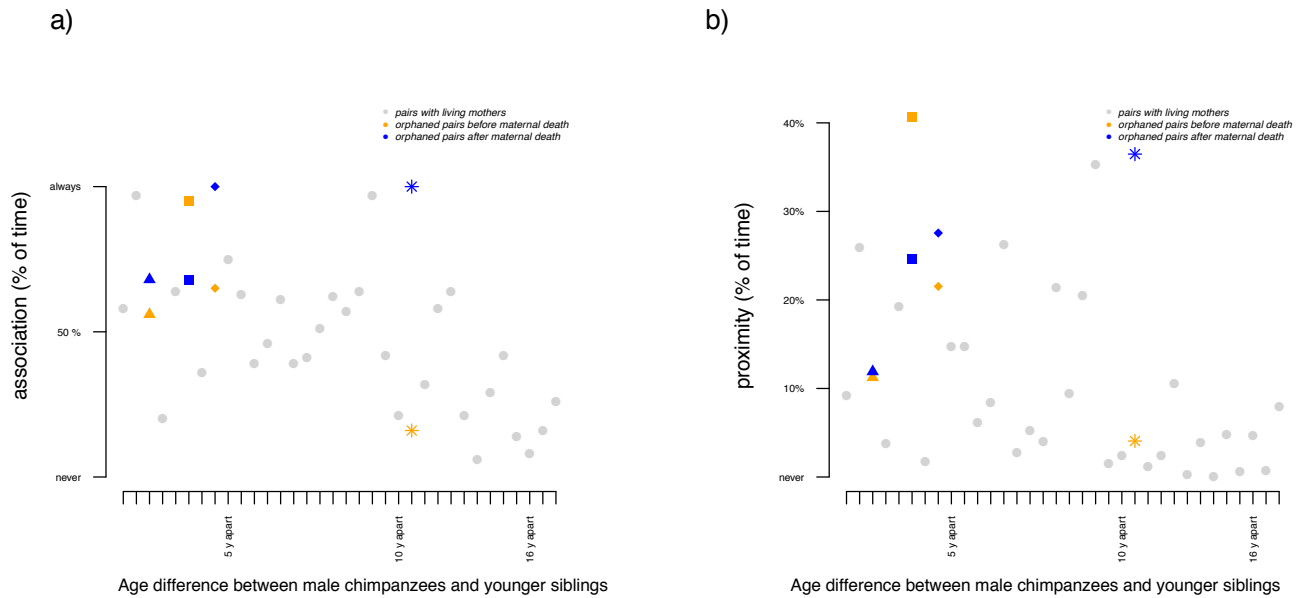 a)
pairs with living mothers
orphaned pairs before maternal death
orphaned pairs after maternal death
association (% of time)
always
50 %
never
5 y apart
10 y apart
16 y apart
Age difference between male chimpanzees and younger siblings
b)
pairs with living mothers
orphaned pairs before maternal death
orphaned pairs after maternal death
proximity (% of time)
40%
30%
20%
10%
never
5 y apart
10 y apart
16 y apart
Age difference between male chimpanzees and younger siblings